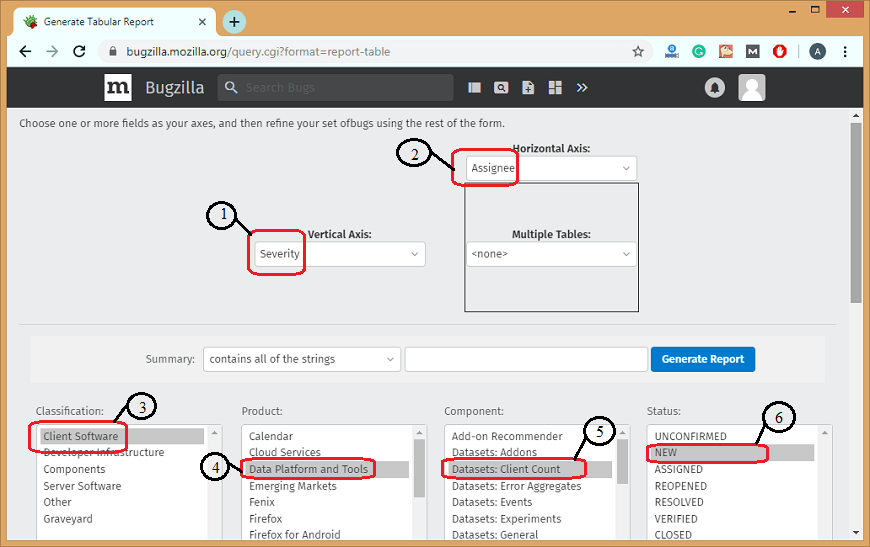 Generate Tabular Report
bugzilla.mozilla.org/query.cgi?format=report-table
A
m
Bugzilla
Search Bugs
Choose one or more fields as your axes, and then refine your set ofbugs using the rest of the form.
2
Horizontal Axis:
Assignee
1
Vertical Axis:
Severity
Multiple Tables:
<none>
Summary:
contains all of the strings
Generate Report
Classification:
3
Client Software
Developer Infrastructure
Components
Server Software
Other
Graveyard
Product:
Calendar
Cloud Services
4
Data Platform and Tools
Emerging Markets
Fenix
Firefox
Firefox for Android
Component:
5
Add-on Recommender
Datasets: Addons
Datasets: Client Count
Datasets: Error Aggregates
Datasets: Events
Datasets: Experiments
Datasets: General
Status:
6
UNCONFIRMED
NEW
ASSIGNED
REOPENED
RESOLVED
VERIFIED
CLOSED